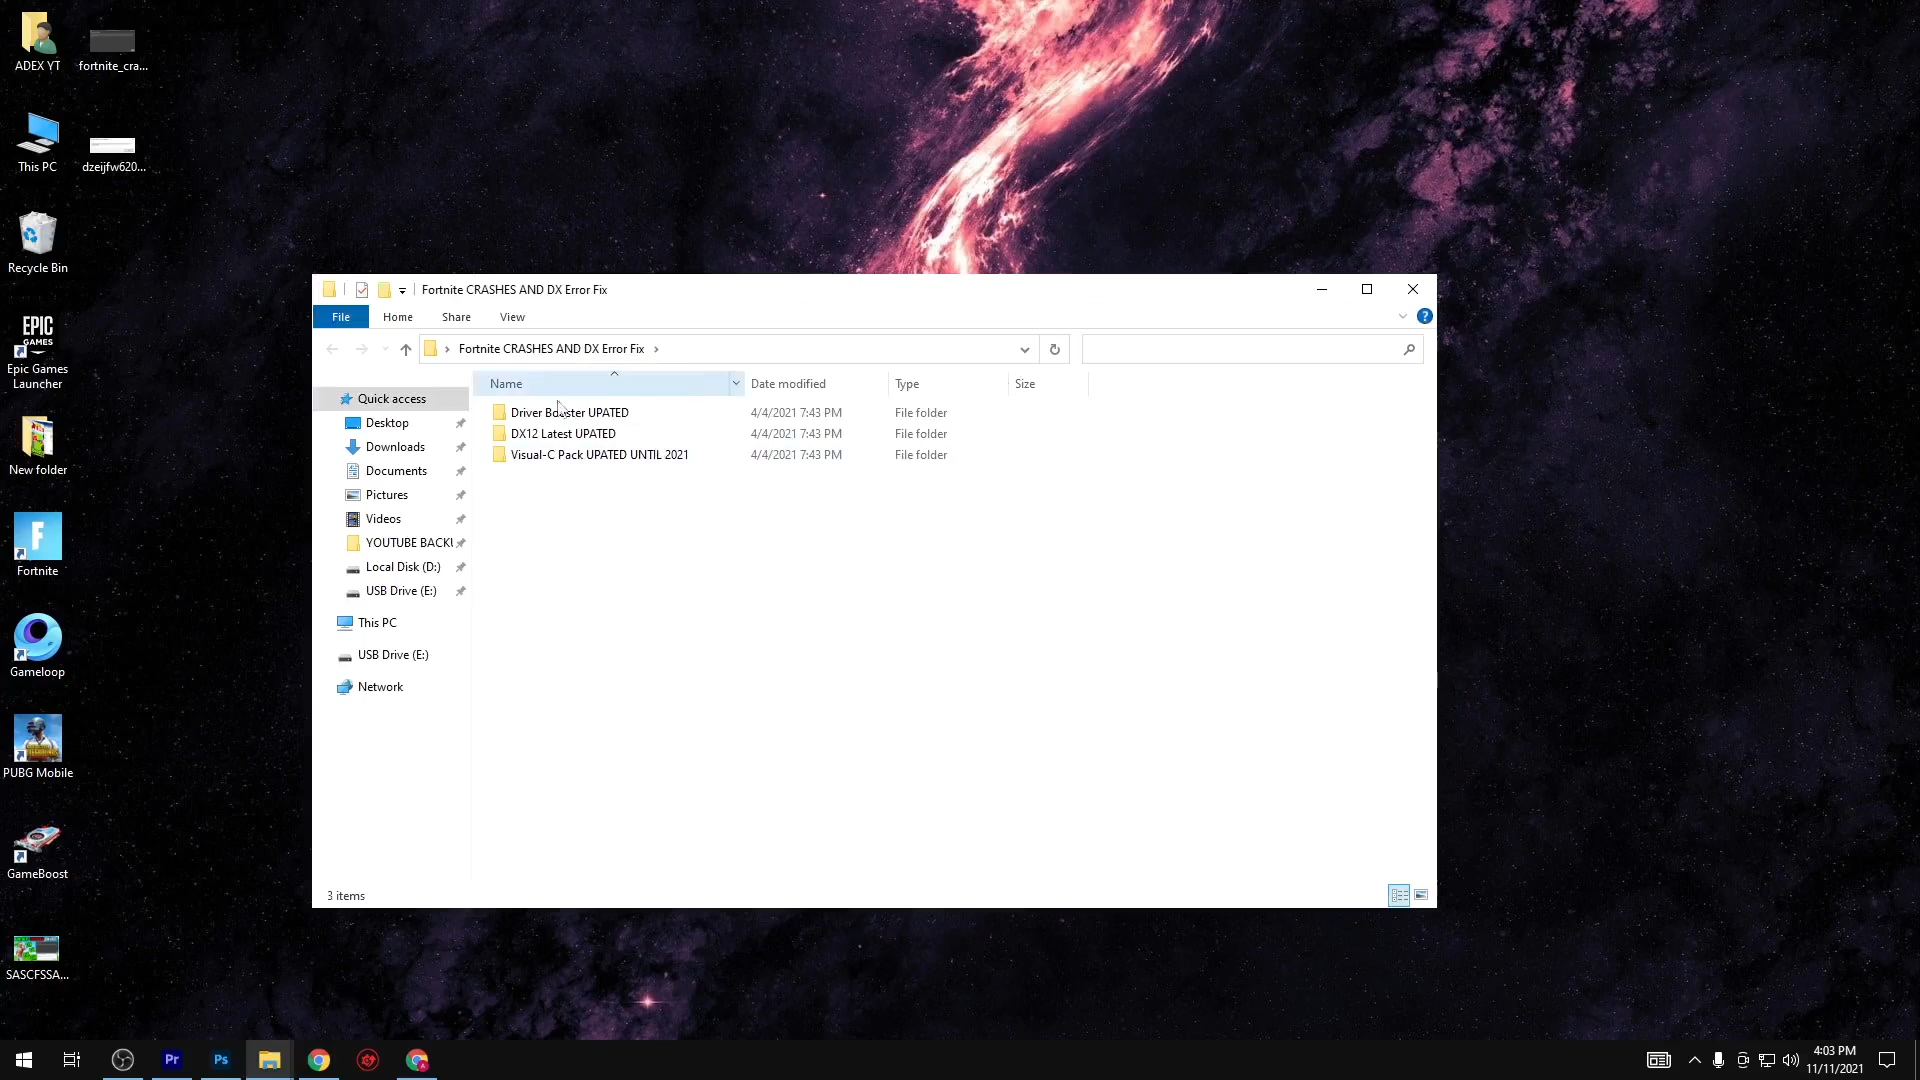 ADEX YT
fortnite_cra...
This PC
dzeijfw620...
Recycle Bin
EPIC
GAMES
Epic Games
Launcher
New folder
F
Fortnite
Gameloop
PUBG Mobile
GameBoost
SASCFSSA...
Fortnite CRASHES AND DX Error Fix
File
Home
Share
View
?
Fortnite CRASHES AND DX Error Fix
Name
Date modified
Type
Size
Driver Booster UPATED
4/4/2021 7:43 PM
File folder
DX12 Latest UPATED
4/4/2021 7:43 PM
File folder
Visual-C Pack UPATED UNTIL 2021
4/4/2021 7:43 PM
File folder
Quick access
Desktop
Downloads
Documents
Pictures
Videos
YOUTUBE BACKU
Local Disk (D:)
USB Drive (E:)
This PC
USB Drive (E:)
Network
3 items
Pr
Ps
4:03 PM
11/11/2021